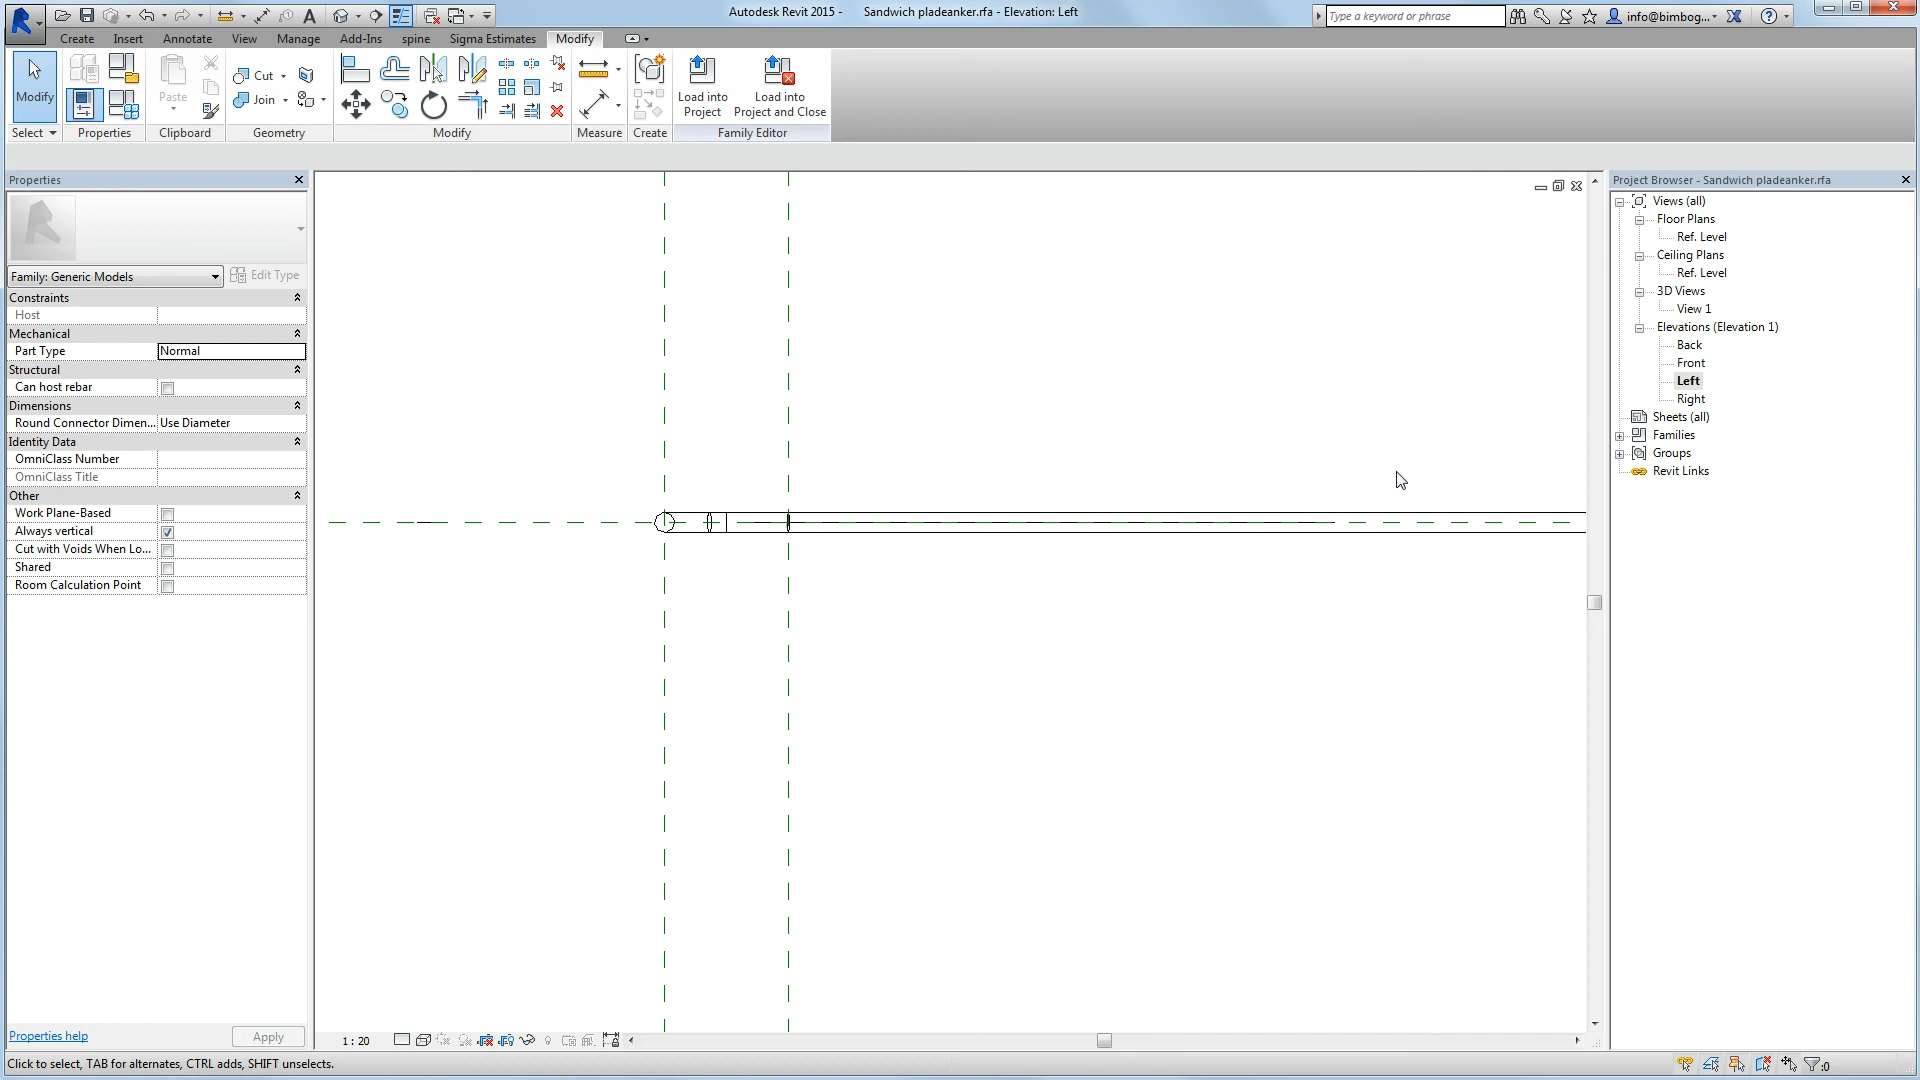 Autodesk Revit 2015 -     Sandwich pladeanker.rfa - Elevation: Left
Type a keyword or phrase
info@bimbog...
Create Insert Annotate View Manage Add-Ins spine Sigma Estimates Modify
Modify
Paste
Cut
Join
Load into Project
Load into Project and Close
Select Properties Clipboard Geometry Modify Measure Create Family Editor
Properties
Family: Generic Models
Edit Type
Constraints
Host
Mechanical
Part Type Normal
Structural
Can host rebar
Dimensions
Round Connector Dimen... Use Diameter
Identity Data
OmniClass Number
OmniClass Title
Other
Work Plane-Based
Always vertical
Cut with Voids When Lo...
Shared
Room Calculation Point
Properties help
Apply
1 : 20
Project Browser - Sandwich pladeanker.rfa
Views (all)
Floor Plans
Ref. Level
Ceiling Plans
Ref. Level
3D Views
View 1
Elevations (Elevation 1)
Back
Front
Left
Right
Sheets (all)
Families
Groups
Revit Links
Click to select, TAB for alternates, CTRL adds, SHIFT unselects.
:0